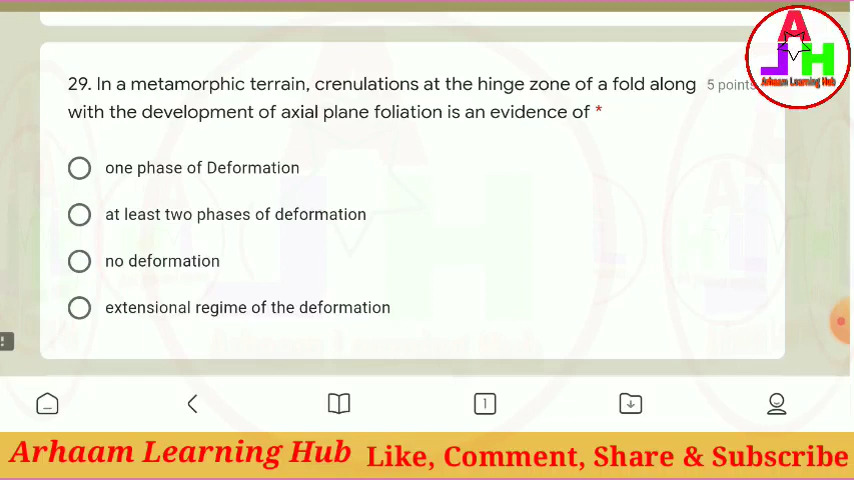 29. In a metamorphic terrain, crenulations at the hinge zone of a fold along 5 points
with the development of axial plane foliation is an evidence of *
one phase of Deformation
at least two phases of deformation
no deformation
extensional regime of the deformation
1
A
J H
Arhaam Learning Hub
Arhaam Learning Hub Like, Comment, Share & Subscribe